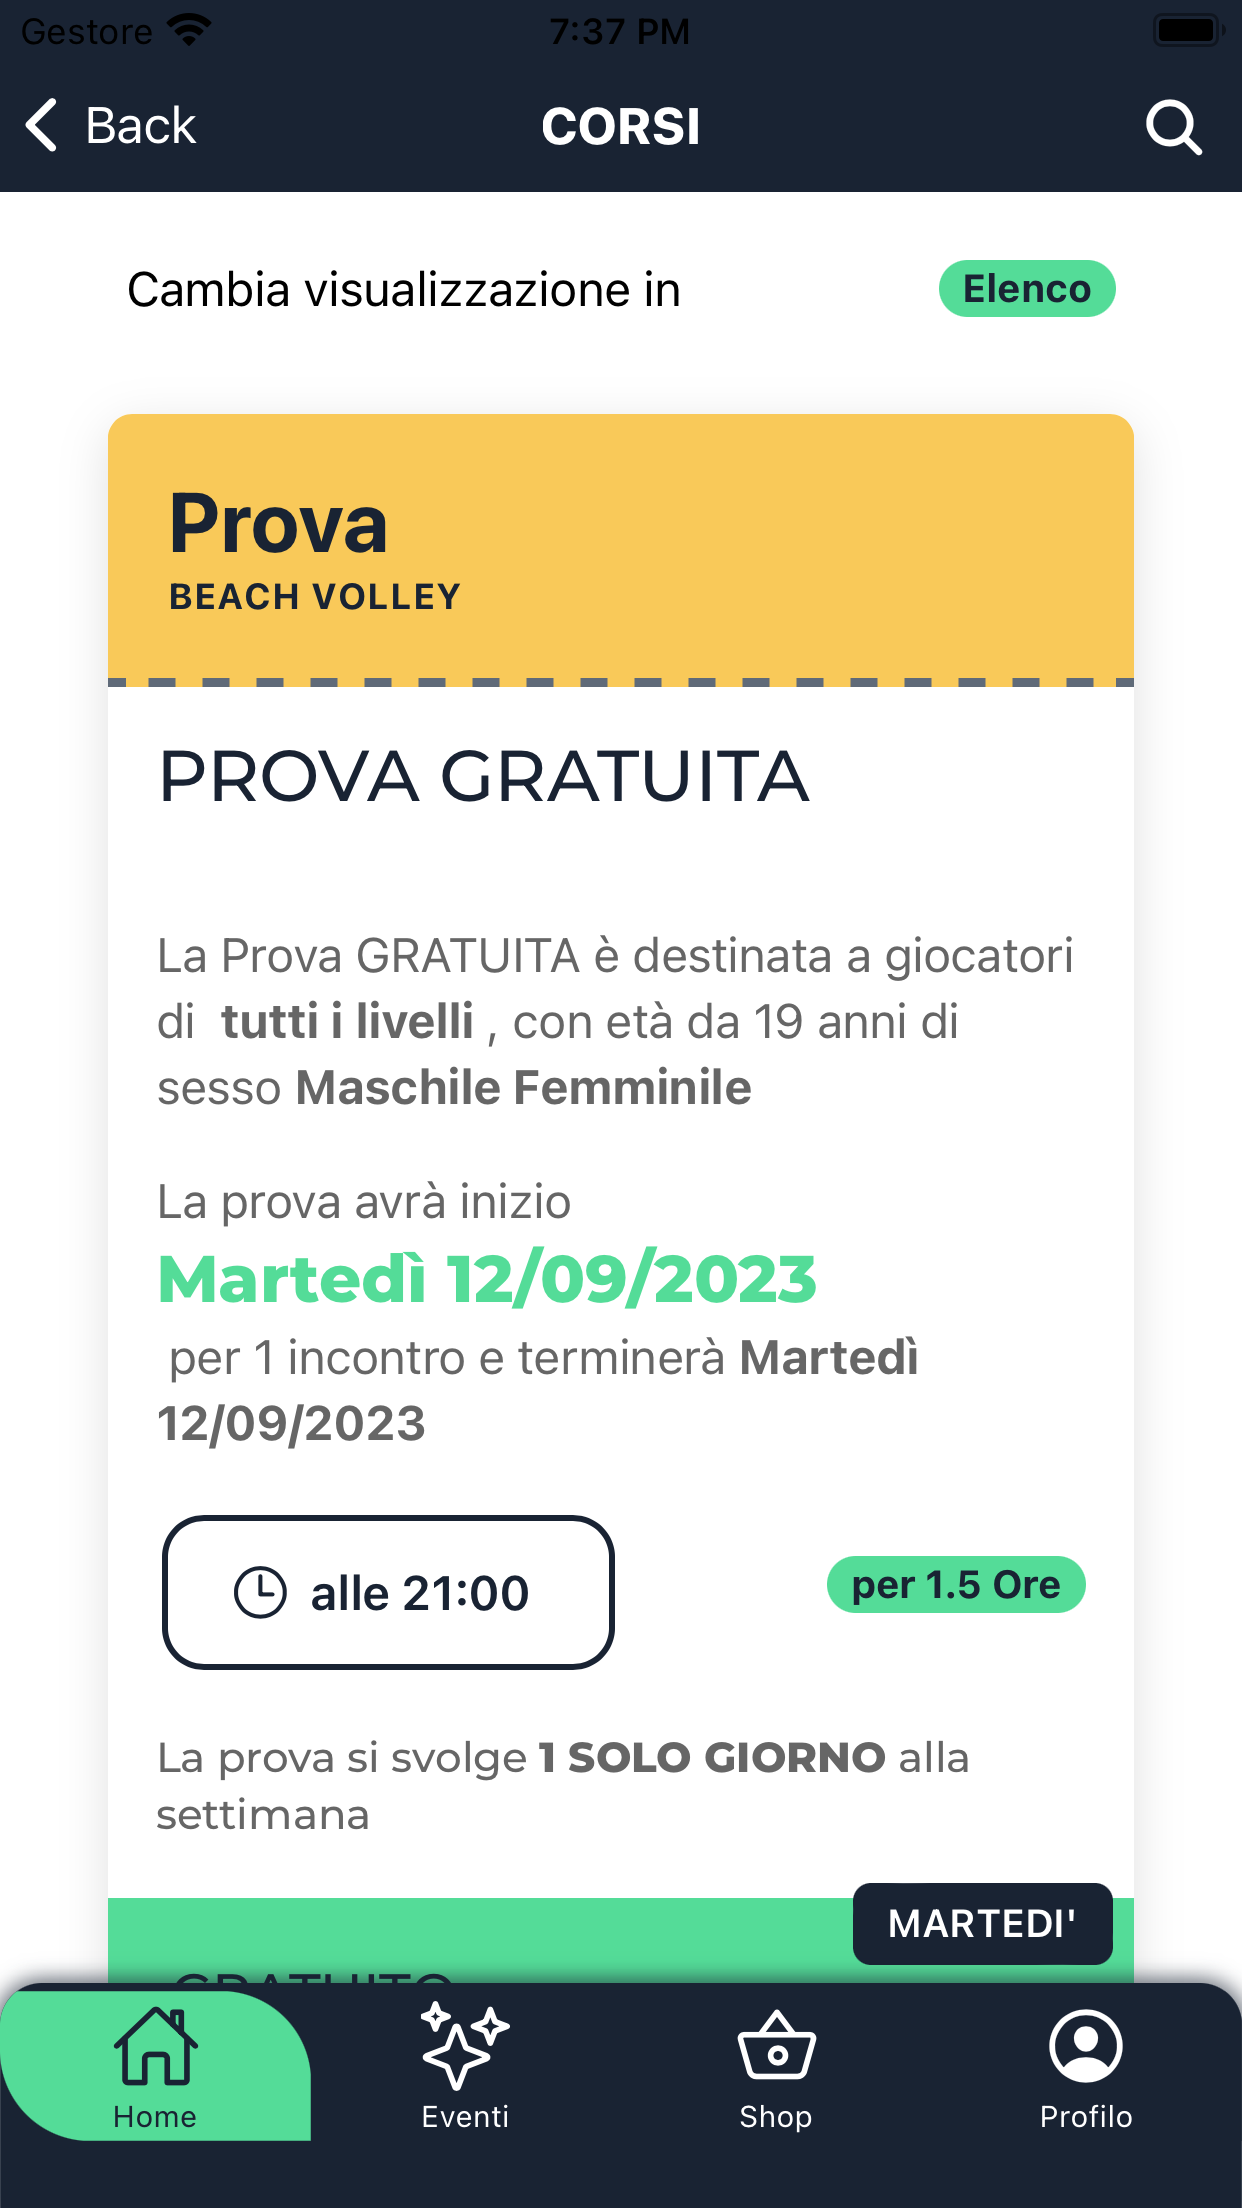 Gestore 7:37 PM
Back CORSI
Cambia visualizzazione in Elenco
Prova
BEACH VOLLEY
PROVA GRATUITA
La Prova GRATUITA è destinata a giocatori
di tutti i livelli , con età da 19 anni di
sesso Maschile Femminile
La prova avrà inizio
Martedì 12/09/2023
per 1 incontro e terminerà Martedì
12/09/2023
alle 21:00 per 1.5 Ore
La prova si svolge 1 SOLO GIORNO alla
settimana
MARTEDI'
GRATUITO
Home Eventi Shop Profilo